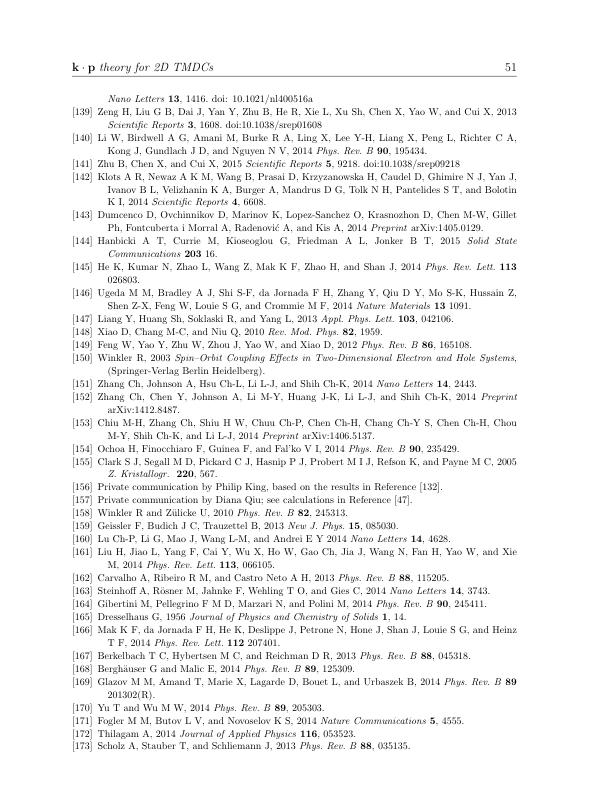 k · p theory for 2D TMDCs 51
Nano Letters 13, 1416. doi: 10.1021/nl400516a
[139] Zeng H, Liu G B, Dai J, Yan Y, Zhu B, He R, Xie L, Xu Sh, Chen X, Yao W, and Cui X, 2013
Scientific Reports 3, 1608. doi:10.1038/srep01608
[140] Li W, Birdwell A G, Amani M, Burke R A, Ling X, Lee Y-H, Liang X, Peng L, Richter C A,
Kong J, Gundlach J D, and Nguyen N V, 2014 Phys. Rev. B 90, 195434.
[141] Zhu B, Chen X, and Cui X, 2015 Scientific Reports 5, 9218. doi:10.1038/srep09218
[142] Klots A R, Newaz A K M, Wang B, Prasai D, Krzyzanowska H, Caudel D, Ghimire N J, Yan J,
Ivanov B L, Velizhanin K A, Burger A, Mandrus D G, Tolk N H, Pantelides S T, and Bolotin
K I, 2014 Scientific Reports 4, 6608.
[143] Dumcenco D, Ovchinnikov D, Marinov K, Lopez-Sanchez O, Krasnozhon D, Chen M-W, Gillet
Ph, Fontcuberta i Morral A, Radenović A, and Kis A, 2014 Preprint arXiv:1405.0129.
[144] Hanbicki A T, Currie M, Kioseoglou G, Friedman A L, Jonker B T, 2015 Solid State
Communications 203 16.
[145] He K, Kumar N, Zhao L, Wang Z, Mak K F, Zhao H, and Shan J, 2014 Phys. Rev. Lett. 113
026803.
[146] Ugeda M M, Bradley A J, Shi S-F, da Jornada F H, Zhang Y, Qiu D Y, Mo S-K, Hussain Z,
Shen Z-X, Feng W, Louie S G, and Crommie M F, 2014 Nature Materials 13 1091.
[147] Liang Y, Huang Sh, Soklaski R, and Yang L, 2013 Appl. Phys. Lett. 103, 042106.
[148] Xiao D, Chang M-C, and Niu Q, 2010 Rev. Mod. Phys. 82, 1959.
[149] Feng W, Yao Y, Zhu W, Zhou J, Yao W, and Xiao D, 2012 Phys. Rev. B 86, 165108.
[150] Winkler R, 2003 Spin–Orbit Coupling Effects in Two-Dimensional Electron and Hole Systems,
(Springer-Verlag Berlin Heidelberg).
[151] Zhang Ch, Johnson A, Hsu Ch-L, Li L-J, and Shih Ch-K, 2014 Nano Letters 14, 2443.
[152] Zhang Ch, Chen Y, Johnson A, Li M-Y, Huang J-K, Li L-J, and Shih Ch-K, 2014 Preprint
arXiv:1412.8487.
[153] Chiu M-H, Zhang Ch, Shiu H W, Chuu Ch-P, Chen Ch-H, Chang Ch-Y S, Chen Ch-H, Chou
M-Y, Shih Ch-K, and Li L-J, 2014 Preprint arXiv:1406.5137.
[154] Ochoa H, Finocchiaro F, Guinea F, and Fal'ko V I, 2014 Phys. Rev. B 90, 235429.
[155] Clark S J, Segall M D, Pickard C J, Hasnip P J, Probert M I J, Refson K, and Payne M C, 2005
Z. Kristallogr. 220, 567.
[156] Private communication by Philip King, based on the results in Reference [132].
[157] Private communication by Diana Qiu; see calculations in Reference [47].
[158] Winkler R and Zülicke U, 2010 Phys. Rev. B 82, 245313.
[159] Geissler F, Budich J C, Trauzettel B, 2013 New J. Phys. 15, 085030.
[160] Lu Ch-P, Li G, Mao J, Wang L-M, and Andrei E Y 2014 Nano Letters 14, 4628.
[161] Liu H, Jiao L, Yang F, Cai Y, Wu X, Ho W, Gao Ch, Jia J, Wang N, Fan H, Yao W, and Xie
M, 2014 Phys. Rev. Lett. 113, 066105.
[162] Carvalho A, Ribeiro R M, and Castro Neto A H, 2013 Phys. Rev. B 88, 115205.
[163] Steinhoff A, Rösner M, Jahnke F, Wehling T O, and Gies C, 2014 Nano Letters 14, 3743.
[164] Gibertini M, Pellegrino F M D, Marzari N, and Polini M, 2014 Phys. Rev. B 90, 245411.
[165] Dresselhaus G, 1956 Journal of Physics and Chemistry of Solids 1, 14.
[166] Mak K F, da Jornada F H, He K, Deslippe J, Petrone N, Hone J, Shan J, Louie S G, and Heinz
T F, 2014 Phys. Rev. Lett. 112 207401.
[167] Berkelbach T C, Hybertsen M C, and Reichman D R, 2013 Phys. Rev. B 88, 045318.
[168] Berghäuser G and Malic E, 2014 Phys. Rev. B 89, 125309.
[169] Glazov M M, Amand T, Marie X, Lagarde D, Bouet L, and Urbaszek B, 2014 Phys. Rev. B 89
201302(R).
[170] Yu T and Wu M W, 2014 Phys. Rev. B 89, 205303.
[171] Fogler M M, Butov L V, and Novoselov K S, 2014 Nature Communications 5, 4555.
[172] Thilagam A, 2014 Journal of Applied Physics 116, 053523.
[173] Scholz A, Stauber T, and Schliemann J, 2013 Phys. Rev. B 88, 035135.